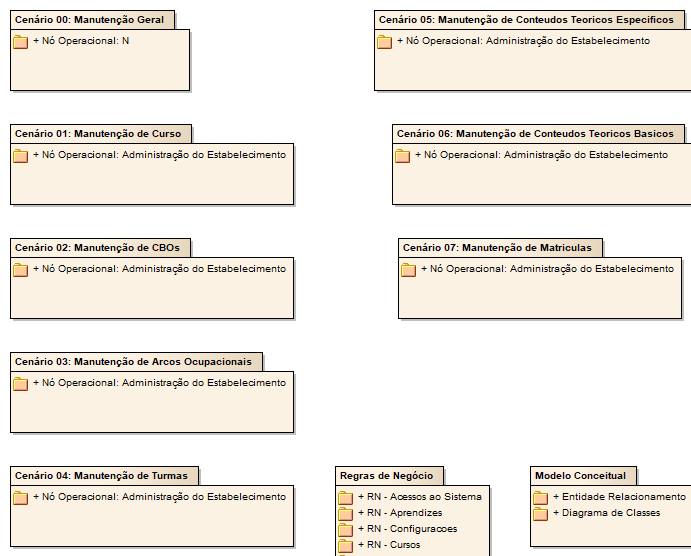 Cenário 00: Manutenção Geral
+ Nó Operacional: N
Cenário 01: Manutenção de Curso
+ Nó Operacional: Administração do Estabelecimento
Cenário 02: Manutenção de CBOs
+ Nó Operacional: Administração do Estabelecimento
Cenário 03: Manutenção de Arcos Ocupacionais
+ Nó Operacional: Administração do Estabelecimento
Cenário 04: Manutenção de Turmas
+ Nó Operacional: Administração do Estabelecimento
Cenário 05: Manutenção de Conteudos Teoricos Especificos
+ Nó Operacional: Administração do Estabelecimento
Cenário 06: Manutenção de Conteudos Teoricos Basicos
+ Nó Operacional: Administração do Estabelecimento
Cenário 07: Manutenção de Matriculas
+ Nó Operacional: Administração do Estabelecimento
Regras de Negócio
+ RN - Acessos ao Sistema
+ RN - Aprendizes
+ RN - Configuracoes
+ RN - Cursos
Modelo Conceitual
+ Entidade Relacionamento
+ Diagrama de Classes